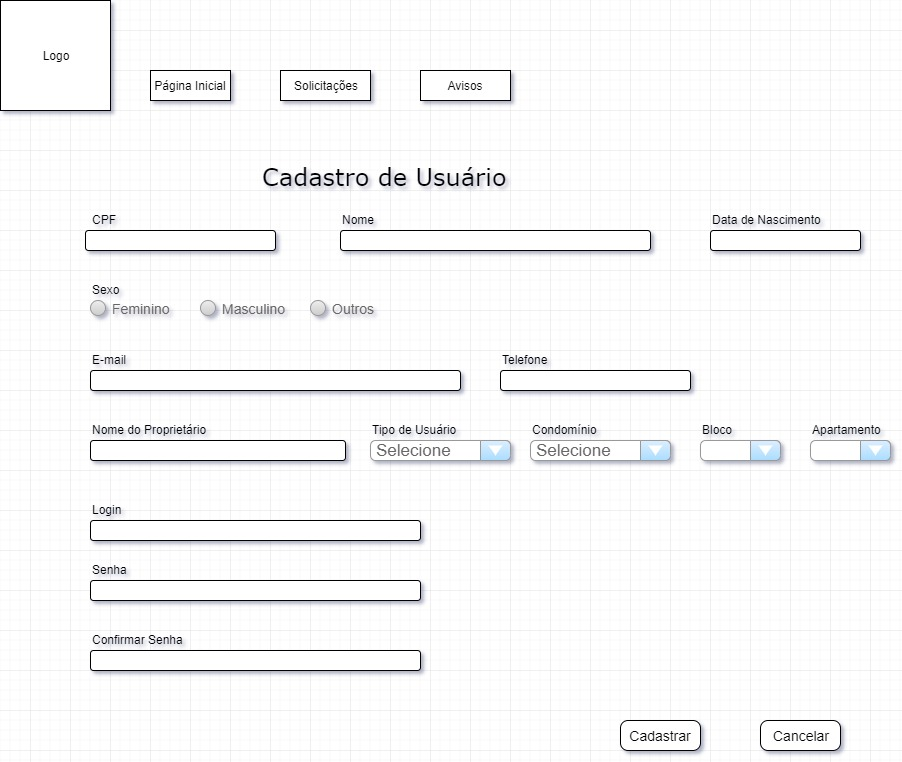 Logo
Página Inicial
Solicitações
Avisos
Cadastro de Usuário
CPF
Nome
Data de Nascimento
Sexo
Feminino
Masculino
Outros
E-mail
Telefone
Nome do Proprietário
Tipo de Usuário
Condomínio
Bloco
Apartamento
Selecione
Selecione
Login
Senha
Confirmar Senha
Cadastrar
Cancelar